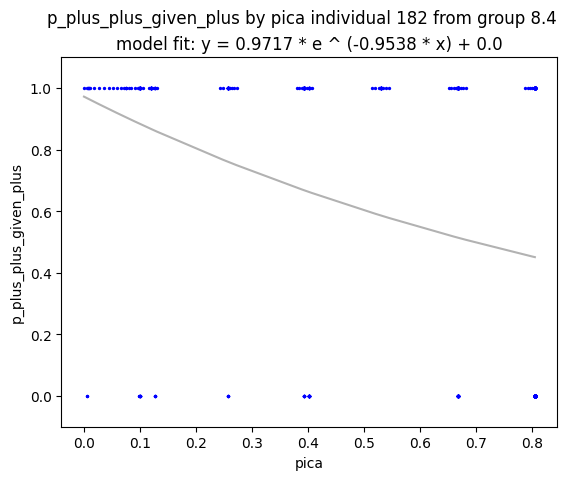 p_plus_plus_given_plus by pica individual 182 from group 8.4
model fit: y = 0.9717 * e ^ (-0.9538 * x) + 0.0
p_plus_plus_given_plus
1.0
0.8
0.6
0.4
0.2
0.0
0.0 0.1 0.2 0.3 0.4 0.5 0.6 0.7 0.8
pica